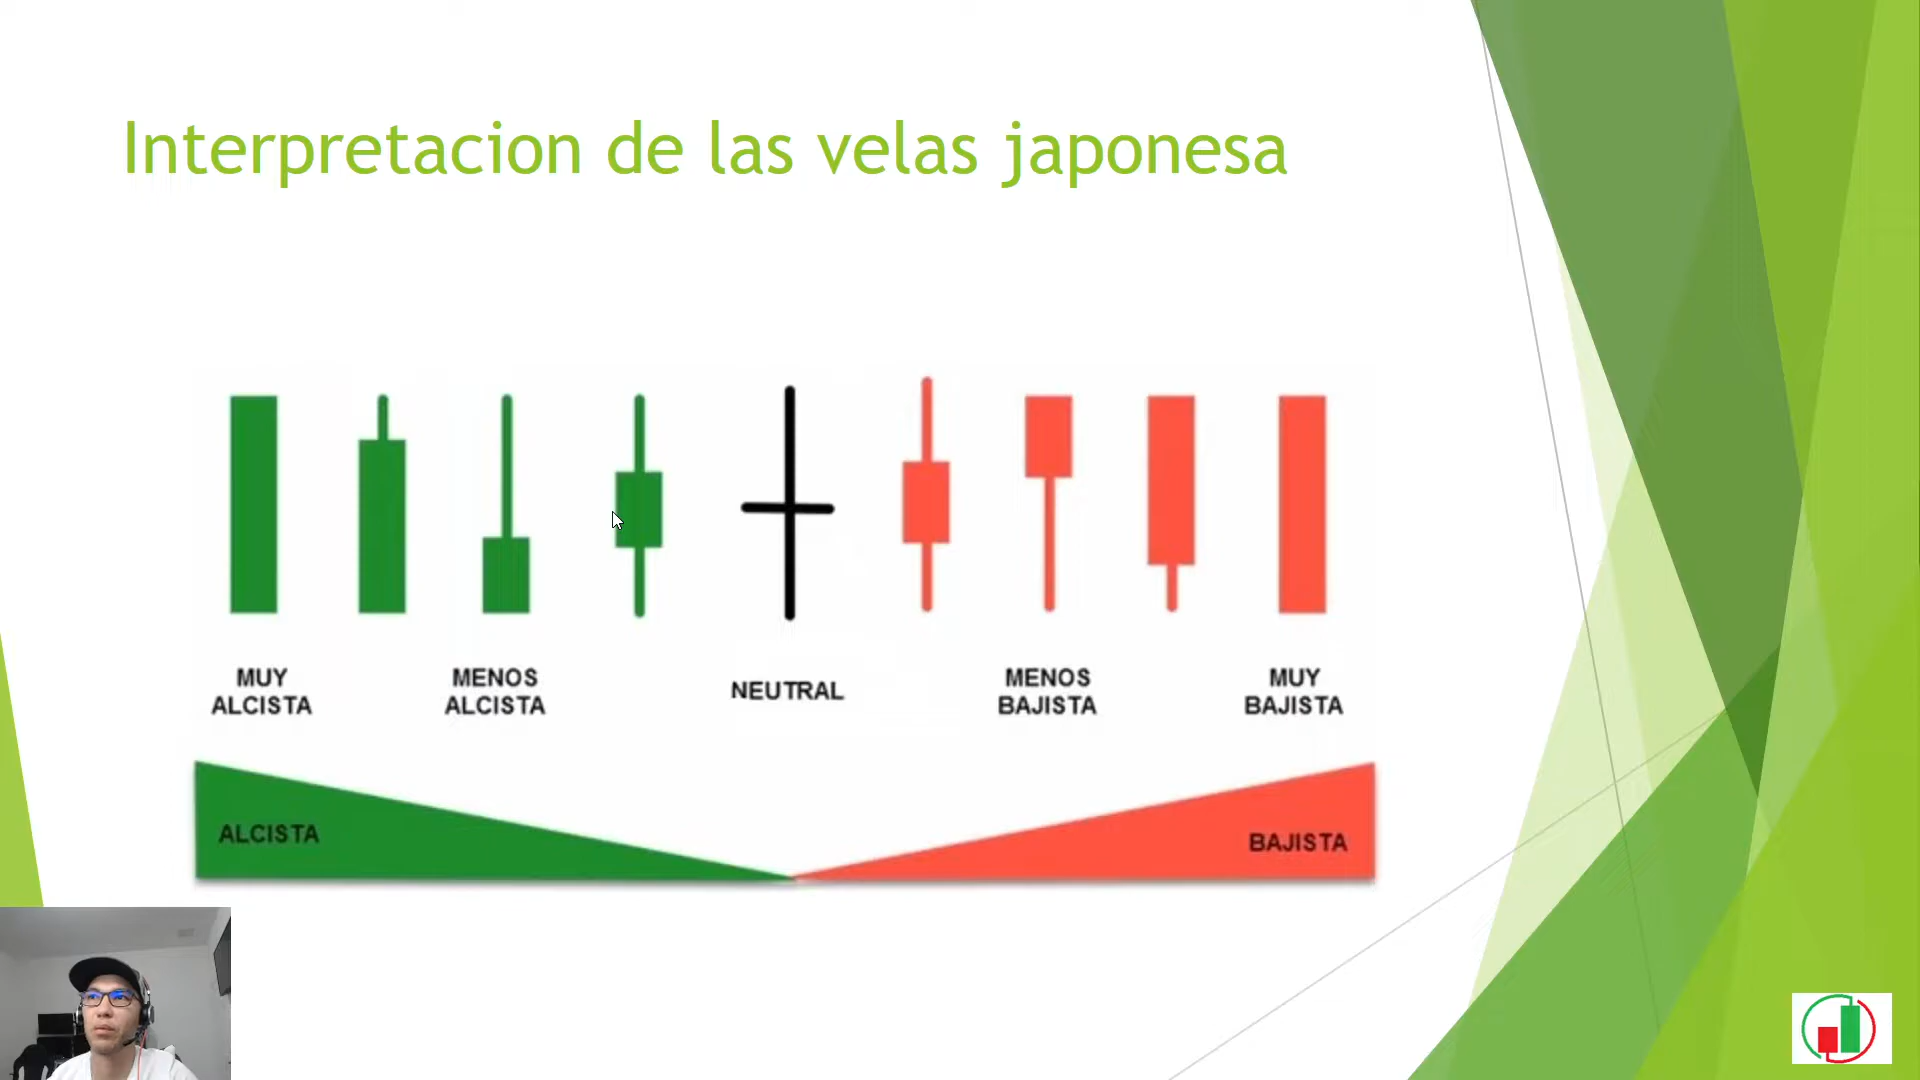 Interpretacion de las velas japonesa
MUY
ALCISTA
MENOS
ALCISTA
NEUTRAL
MENOS
BAJISTA
MUY
BAJISTA
ALCISTA
BAJISTA